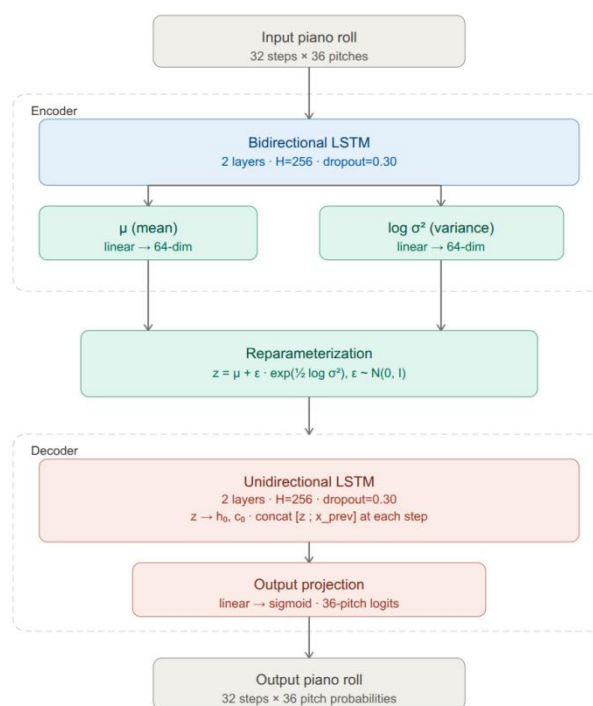 Input piano roll
32 steps × 36 pitches
Encoder
Bidirectional LSTM
2 layers · H=256 · dropout=0.30
μ (mean)
linear → 64-dim
log σ² (variance)
linear → 64-dim
Reparameterization
z = μ + ε · exp(½ log σ²), ε ~ N(0, I)
Decoder
Unidirectional LSTM
2 layers · H=256 · dropout=0.30
z → h₀, c₀ · concat [z ; x_prev] at each step
Output projection
linear → sigmoid · 36-pitch logits
Output piano roll
32 steps × 36 pitch probabilities